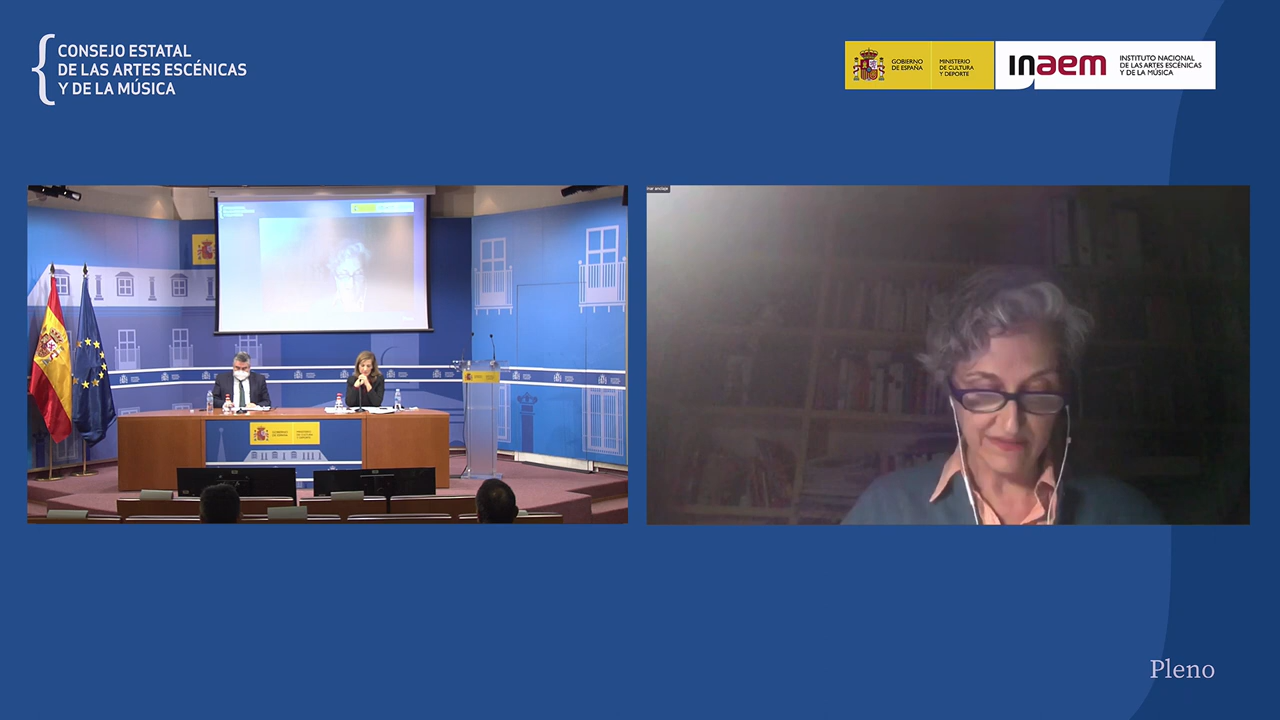 CONSEJO ESTATAL
DE LAS ARTES ESCÉNICAS
Y DE LA MÚSICA
GOBIERNO
DE ESPAÑA
MINISTERIO
DE CULTURA
Y DEPORTE
inaem
INSTITUTO NACIONAL
DE LAS ARTES ESCÉNICAS
Y DE LA MÚSICA
Pleno